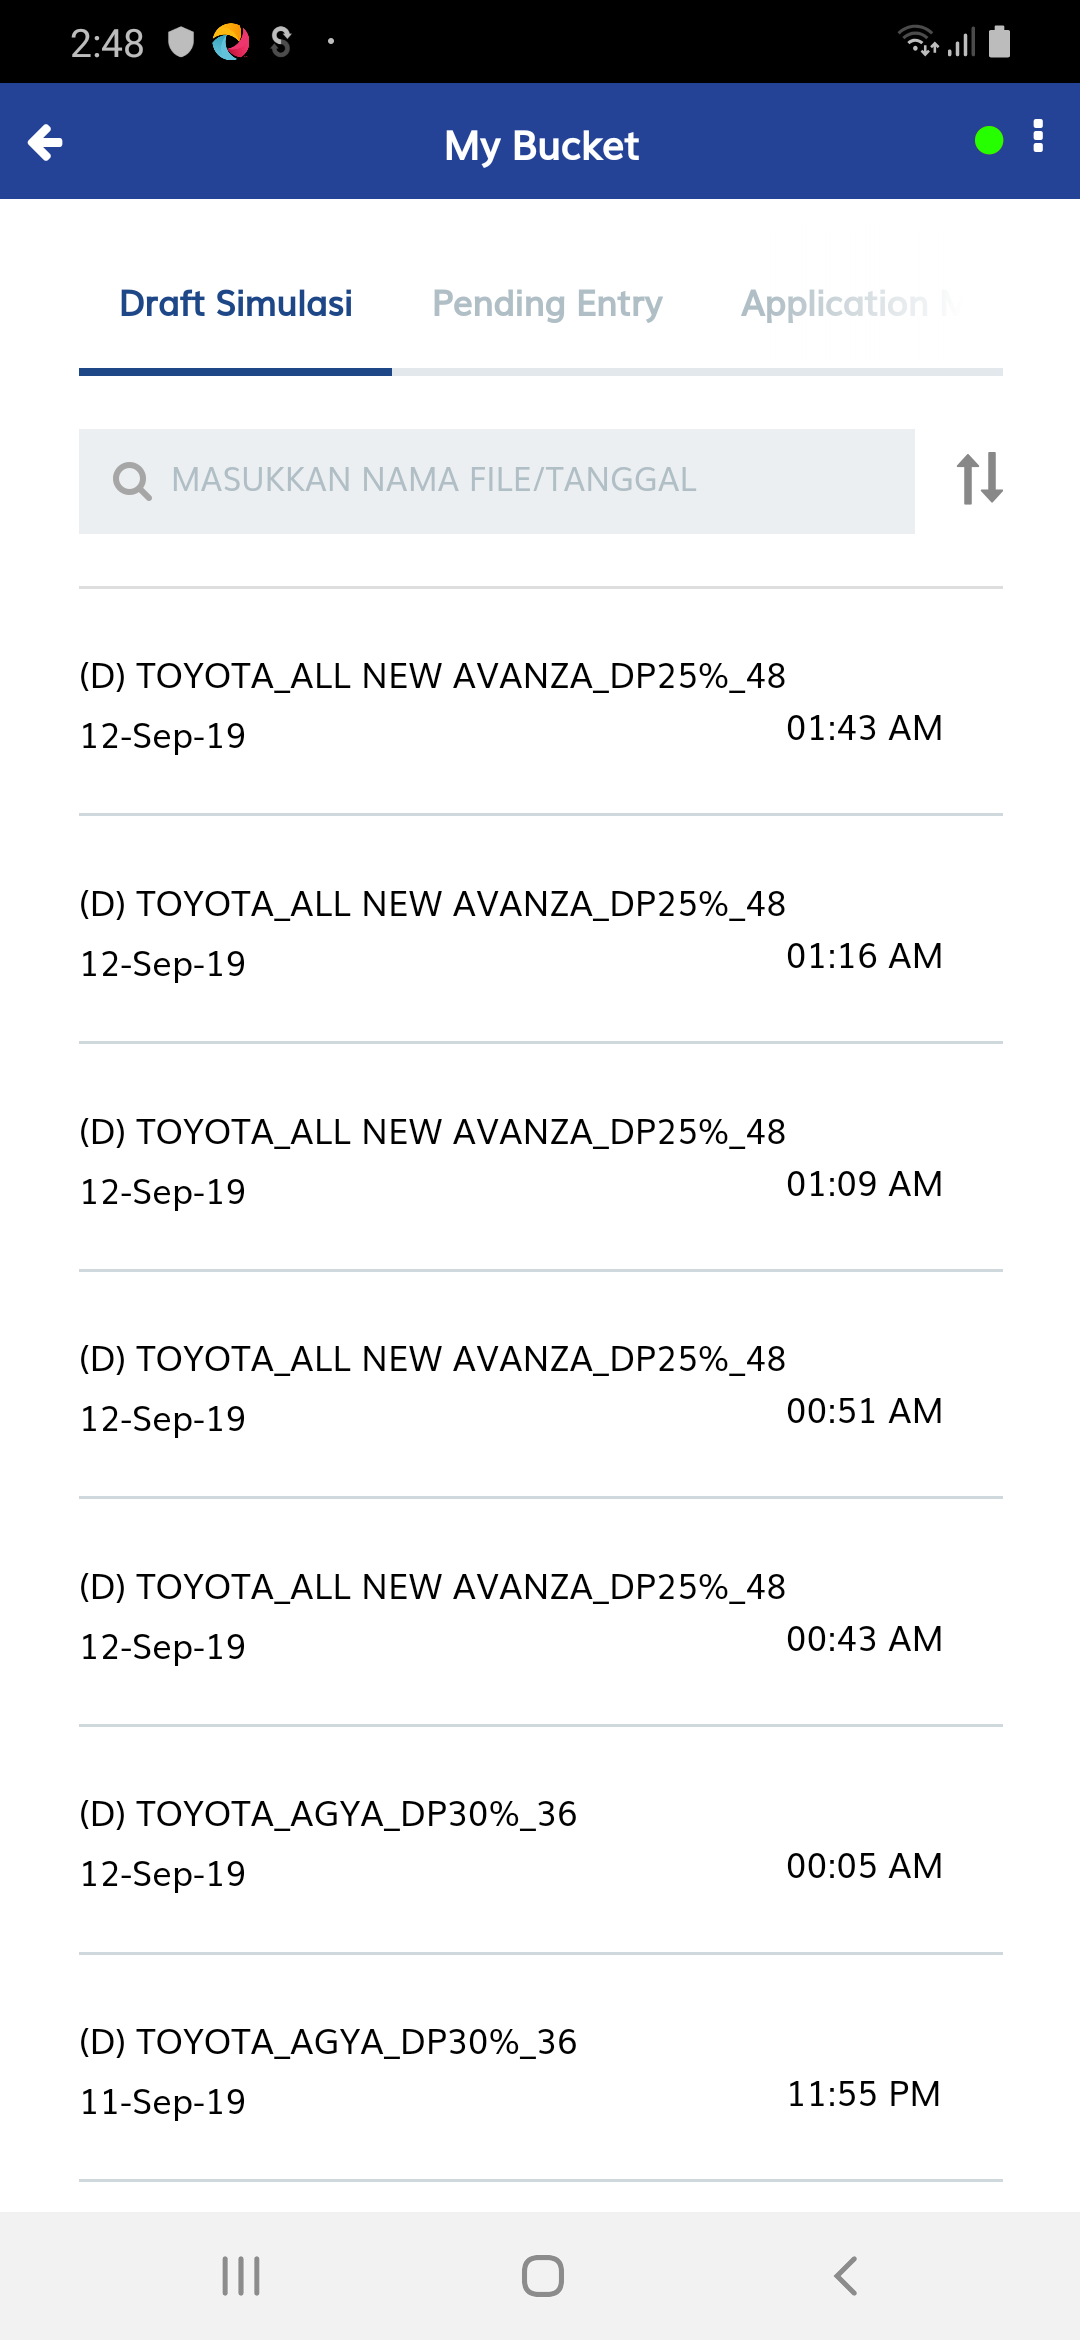 2:48
My Bucket
Draft Simulasi Pending Entry Application
MASUKKAN NAMA FILE/TANGGAL
(D) TOYOTA_ALL NEW AVANZA_DP25%_48
12-Sep-19 01:43 AM
(D) TOYOTA_ALL NEW AVANZA_DP25%_48
12-Sep-19 01:16 AM
(D) TOYOTA_ALL NEW AVANZA_DP25%_48
12-Sep-19 01:09 AM
(D) TOYOTA_ALL NEW AVANZA_DP25%_48
12-Sep-19 00:51 AM
(D) TOYOTA_ALL NEW AVANZA_DP25%_48
12-Sep-19 00:43 AM
(D) TOYOTA_AGYA_DP30%_36
12-Sep-19 00:05 AM
(D) TOYOTA_AGYA_DP30%_36
11-Sep-19 11:55 PM